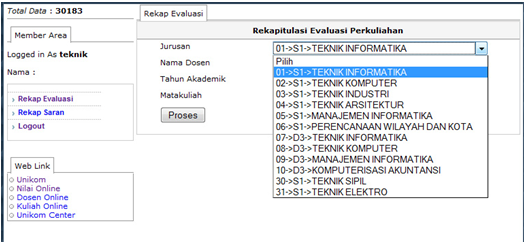 Total Data : 30183
Member Area
Logged in As teknik
Nama :
Rekap Evaluasi
Rekap Saran
Logout
Web Link
Unikom
Nilai Online
Dosen Online
Kuliah Online
Unikom Center
Rekap Evaluasi
Rekapitulasi Evaluasi Perkuliahan
Jurusan
01->S1->TEKNIK INFORMATIKA
Nama Dosen
Tahun Akademik
Matakuliah
Proses
Pilih
01->S1->TEKNIK INFORMATIKA
02->S1->TEKNIK KOMPUTER
03->S1->TEKNIK INDUSTRI
04->S1->TEKNIK ARSITEKTUR
05->S1->MANAJEMEN INFORMATIKA
06->S1->PERENCANAAN WILAYAH DAN KOTA
07->D3->TEKNIK INFORMATIKA
08->D3->TEKNIK KOMPUTER
09->D3->MANAJEMEN INFORMATIKA
10->D3->KOMPUTERISASI AKUNTANSI
30->S1->TEKNIK SIPIL
31->S1->TEKNIK ELEKTRO